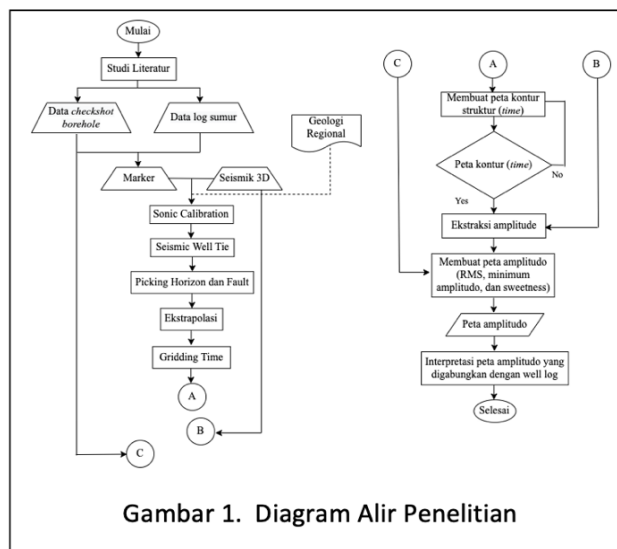 Mulai
Studi Literatur
Data checkshot
borehole
Data log sumur
Geologi
Regional
Marker
Seismik 3D
Sonic Calibration
Seismic Well Tie
Picking Horizon dan Fault
Ekstrapolasi
Gridding Time
A
B
C
C
A
B
Membuat peta kontur
struktur (time)
Peta kontur (time)
No
Yes
Ekstraksi amplitude
Membuat peta amplitudo
(RMS, minimum
amplitudo, dan sweetness)
Peta amplitudo
Interpretasi peta amplitudo yang
digabungkan dengan well log
Selesai
Gambar 1. Diagram Alir Penelitian